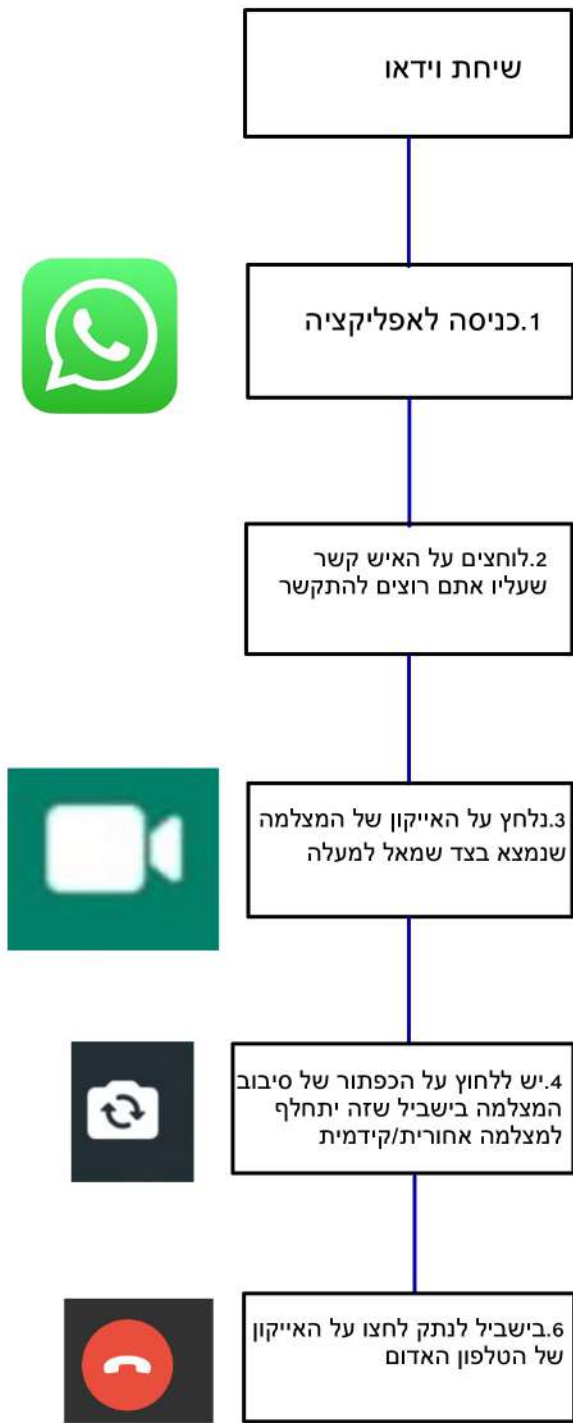 שיחת וידאו
1.כניסה לאפליקציה
2.לוחצים על האיש קשר
שעליו אתם רוצים להתקשר
3.נלחץ על האייקון של המצלמה
שנמצא בצד שמאל למעלה
4.יש ללחוץ על הכפתור של סיבוב
המצלמה בישביל שזה יתחלף
למצלמה אחורית/קידמית
6.בישביל לנתק לחצו על האייקון
של הטלפון האדום